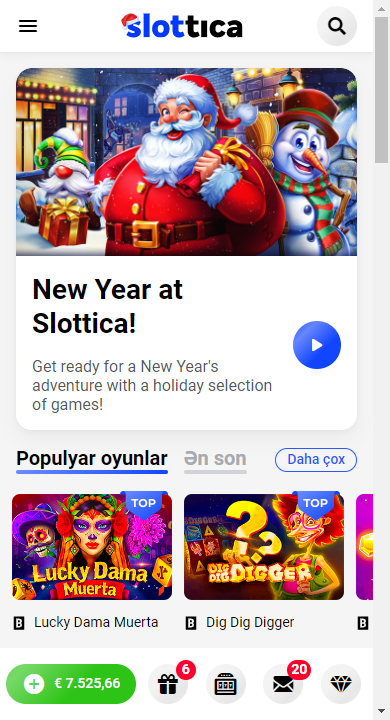 slottica
New Year at
Slottica!
Get ready for a New Year's
adventure with a holiday selection
of games!
Populyar oyunlar
Ən son
Daha çox
TOP
TOP
Lucky Dama
Muerta
DIG DIG
DIGGER
B Lucky Dama Muerta
B Dig Dig Digger
B
€ 7.525,66
6
20